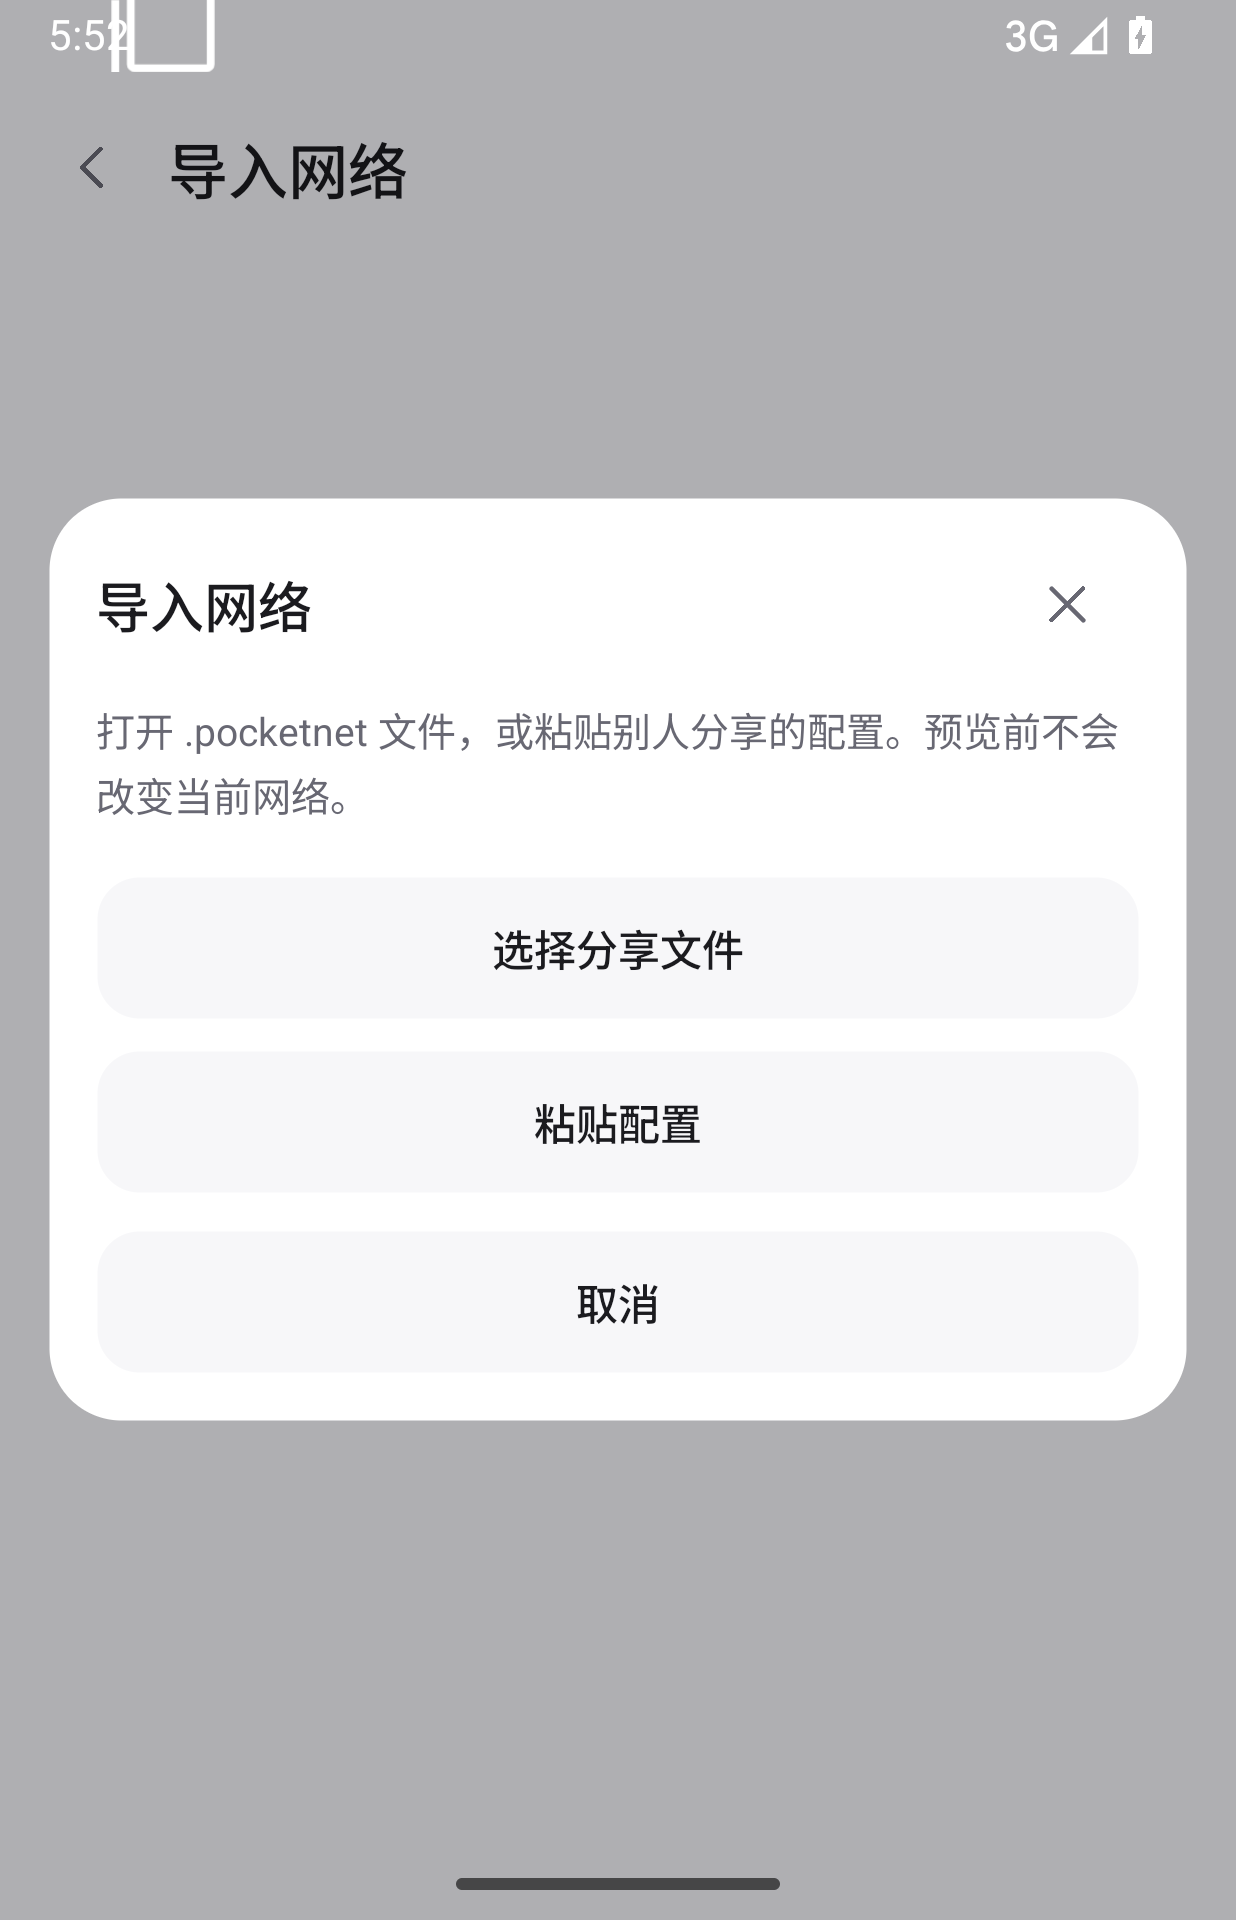 5:52
3G
导入网络
导入网络
打开 .pocketnet 文件，或粘贴别人分享的配置。预览前不会
改变当前网络。
选择分享文件
粘贴配置
取消